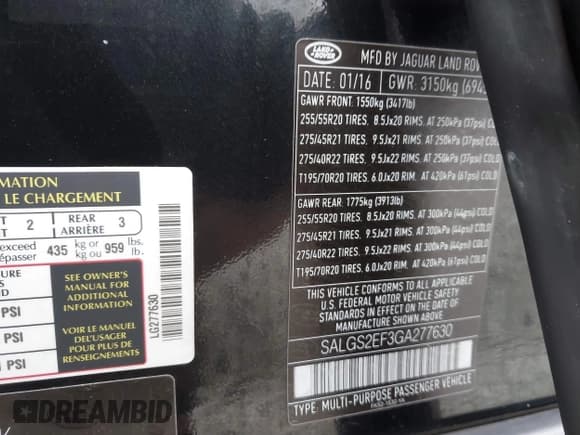 RMATION
LE CHARGEMENT
2
REAR
ARRIÈRE 3
exceed 435 kg or 959 lbs.
épasser kg ou lb.
PSI
PSI
PSI
SEE OWNER'S
MANUAL FOR
ADDITIONAL
INFORMATION
VOIR LE MANUEL
DEL'USAGER
POUR PLUS DE
RENSEIGNEMENTS
LG277630
LAND
ROVER
MFD BY JAGUAR LAND ROV
DATE: 01/16 GWR: 3150kg (694
GAWR FRONT: 1550kg (3417lb)
255/55R20 TIRES. 8.5Jx20 RIMS. AT 250kPa (37psi) COL
275/45R21 TIRES. 9.5Jx21 RIMS. AT 250kPa (37psi) COL
275/40R22 TIRES. 9.5Jx22 RIMS. AT 250kPa (37psi) COLD
T195/70R20 TIRES. 6.0Jx20 RIM. AT 420kPa (61psi) COLD
GAWR REAR: 1775kg (3913lb)
255/55R20 TIRES. 8.5Jx20 RIMS. AT 300kPa (44psi) COLD
275/45R21 TIRES. 9.5Jx21 RIMS. AT 300kPa (44psi) COLD
275/40R22 TIRES. 9.5Jx22 RIMS. AT 300kPa (44psi) COLD
T195/70R20 TIRES. 6.0Jx20 RIM. AT 420kPa (61psi) COLD
THIS VEHICLE CONFORMS TO ALL APPLICABLE
U.S. FEDERAL MOTOR VEHICLE SAFETY
STANDARDS IN EFFECT ON THE DATE OF
MANUFACTURE SHOWN ABOVE.
SALGS2EF3GA277630
TYPE: MULTI-PURPOSE PASSENGER VEHICLE
DREAMBID